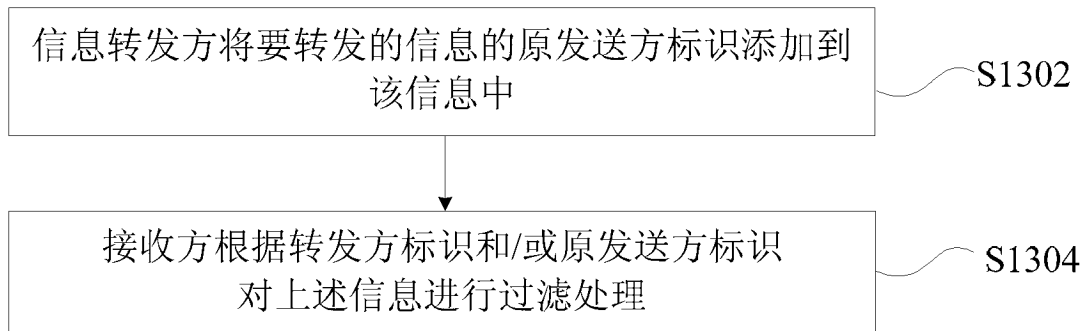 信息转发方将要转发的信息的原发送方标识添加到
该信息中
S1302
接收方根据转发方标识和/或原发送方标识
对上述信息进行过滤处理
S1304